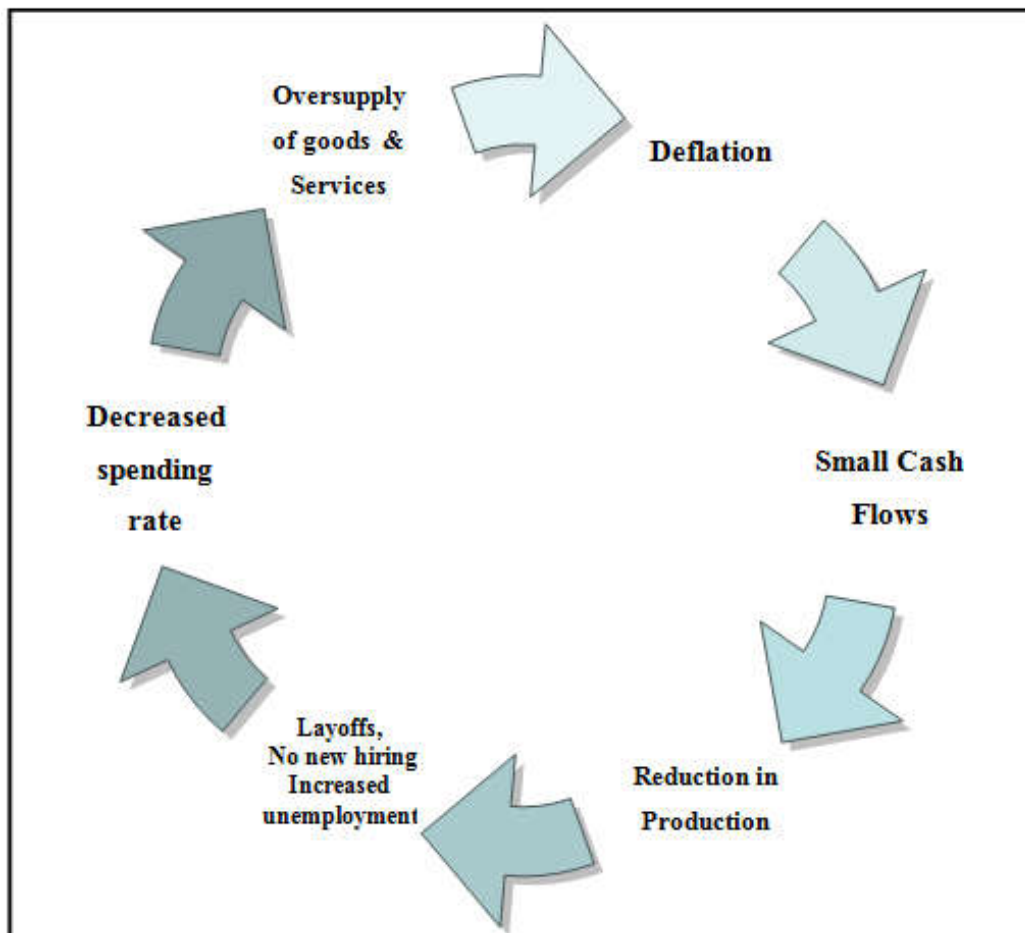 Oversupply
of goods &
Services
Deflation
Small Cash
Flows
Reduction in
Production
Layoffs,
No new hiring
Increased
unemployment
Decreased
spending
rate